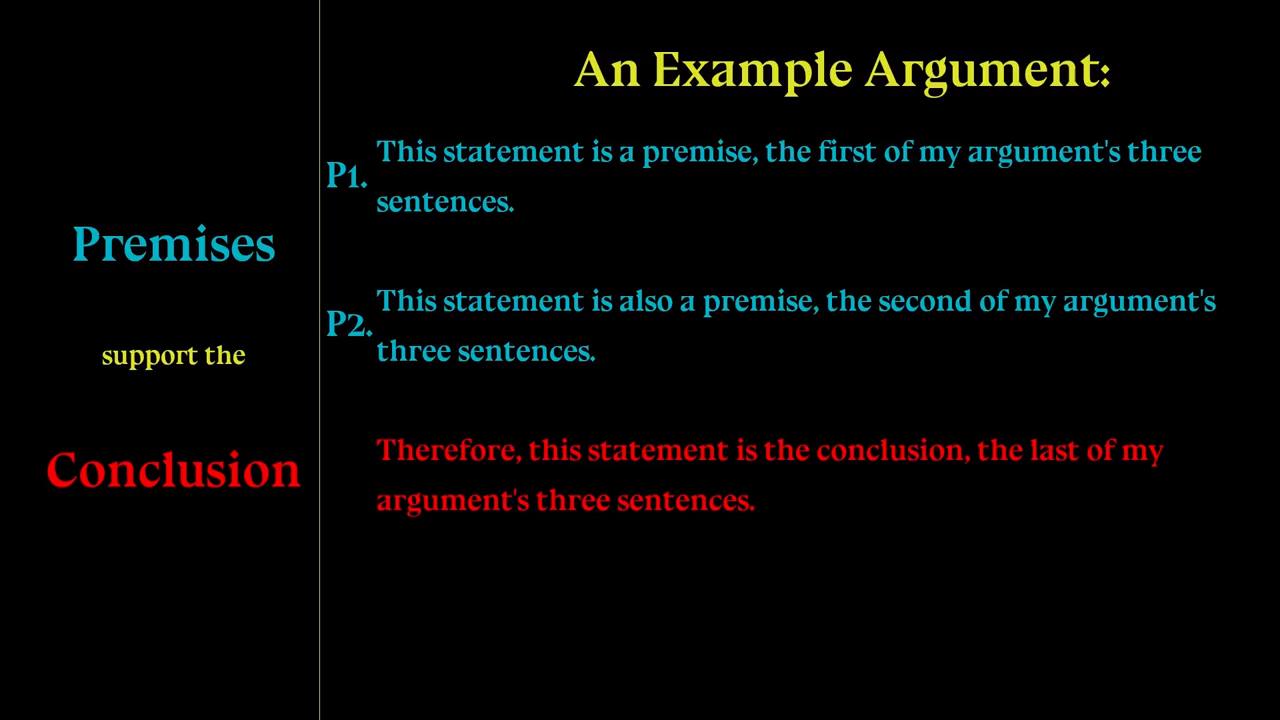 Premises
support the
Conclusion
An Example Argument:
P1.
This statement is a premise, the first of my argument's three
sentences.
P2.
This statement is also a premise, the second of my argument's
three sentences.
Therefore, this statement is the conclusion, the last of my
argument's three sentences.